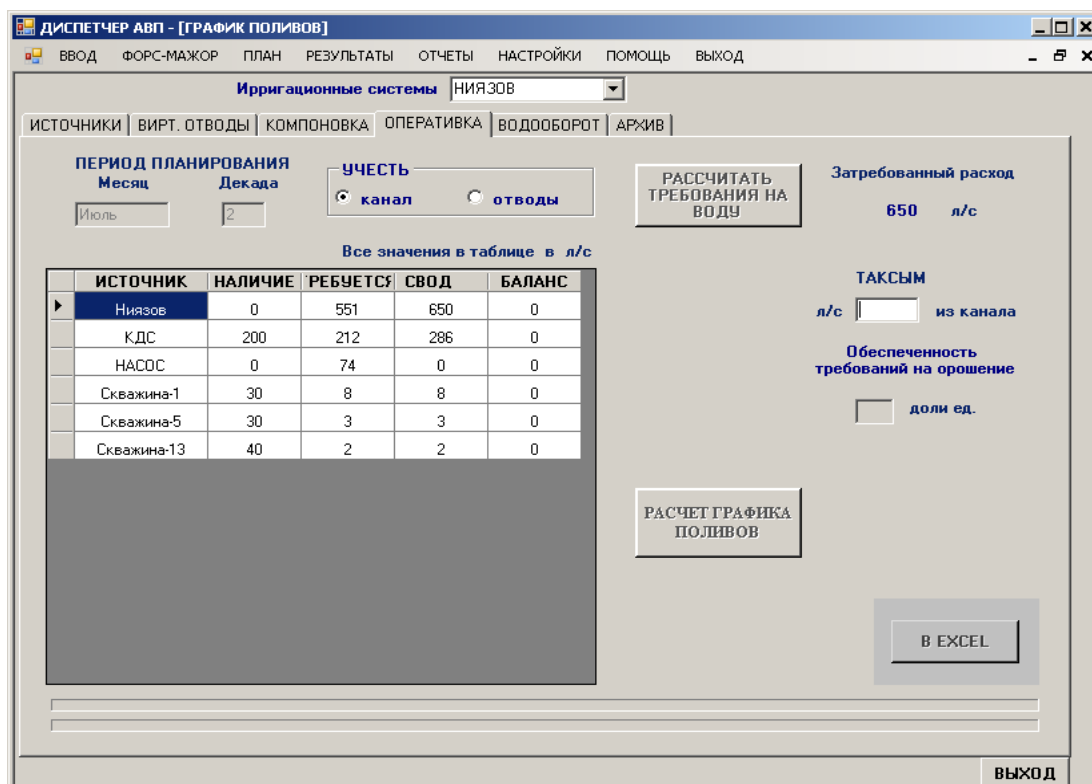 ДИСПЕТЧЕР АВП - [ГРАФИК ПОЛИВОВ]
ВВОД ФОРС-МАЖОР ПЛАН РЕЗУЛЬТАТЫ ОТЧЕТЫ НАСТРОЙКИ ПОМОЩЬ ВЫХОД
Ирригационные системы НИЯЗОВ
ИСТОЧНИКИ ВИРТ. ОТВОДЫ КОМПОНОВКА ОПЕРАТИВКА ВОДООБОРОТ АРХИВ
ПЕРИОД ПЛАНИРОВАНИЯ
Месяц Декада
Июль 2
УЧЕСТЬ
канал отводы
РАССЧИТАТЬ
ТРЕБОВАНИЯ НА
ВОДУ
Затребованный расход
650 л/с
Все значения в таблице в л/с
ИСТОЧНИК НАЛИЧИЕ ТРЕБУЕТСЯ СВОД БАЛАНС
Ниязов 0 551 650 0
КДС 200 212 286 0
НАСОС 0 74 0 0
Скважина-1 30 8 8 0
Скважина-5 30 3 3 0
Скважина-13 40 2 2 0
ТАКСЫМ
л/с из канала
Обеспеченность
требований на орошение
доли ед.
РАСЧЕТ ГРАФИКА
ПОЛИВОВ
В EXCEL
ВЫХОД